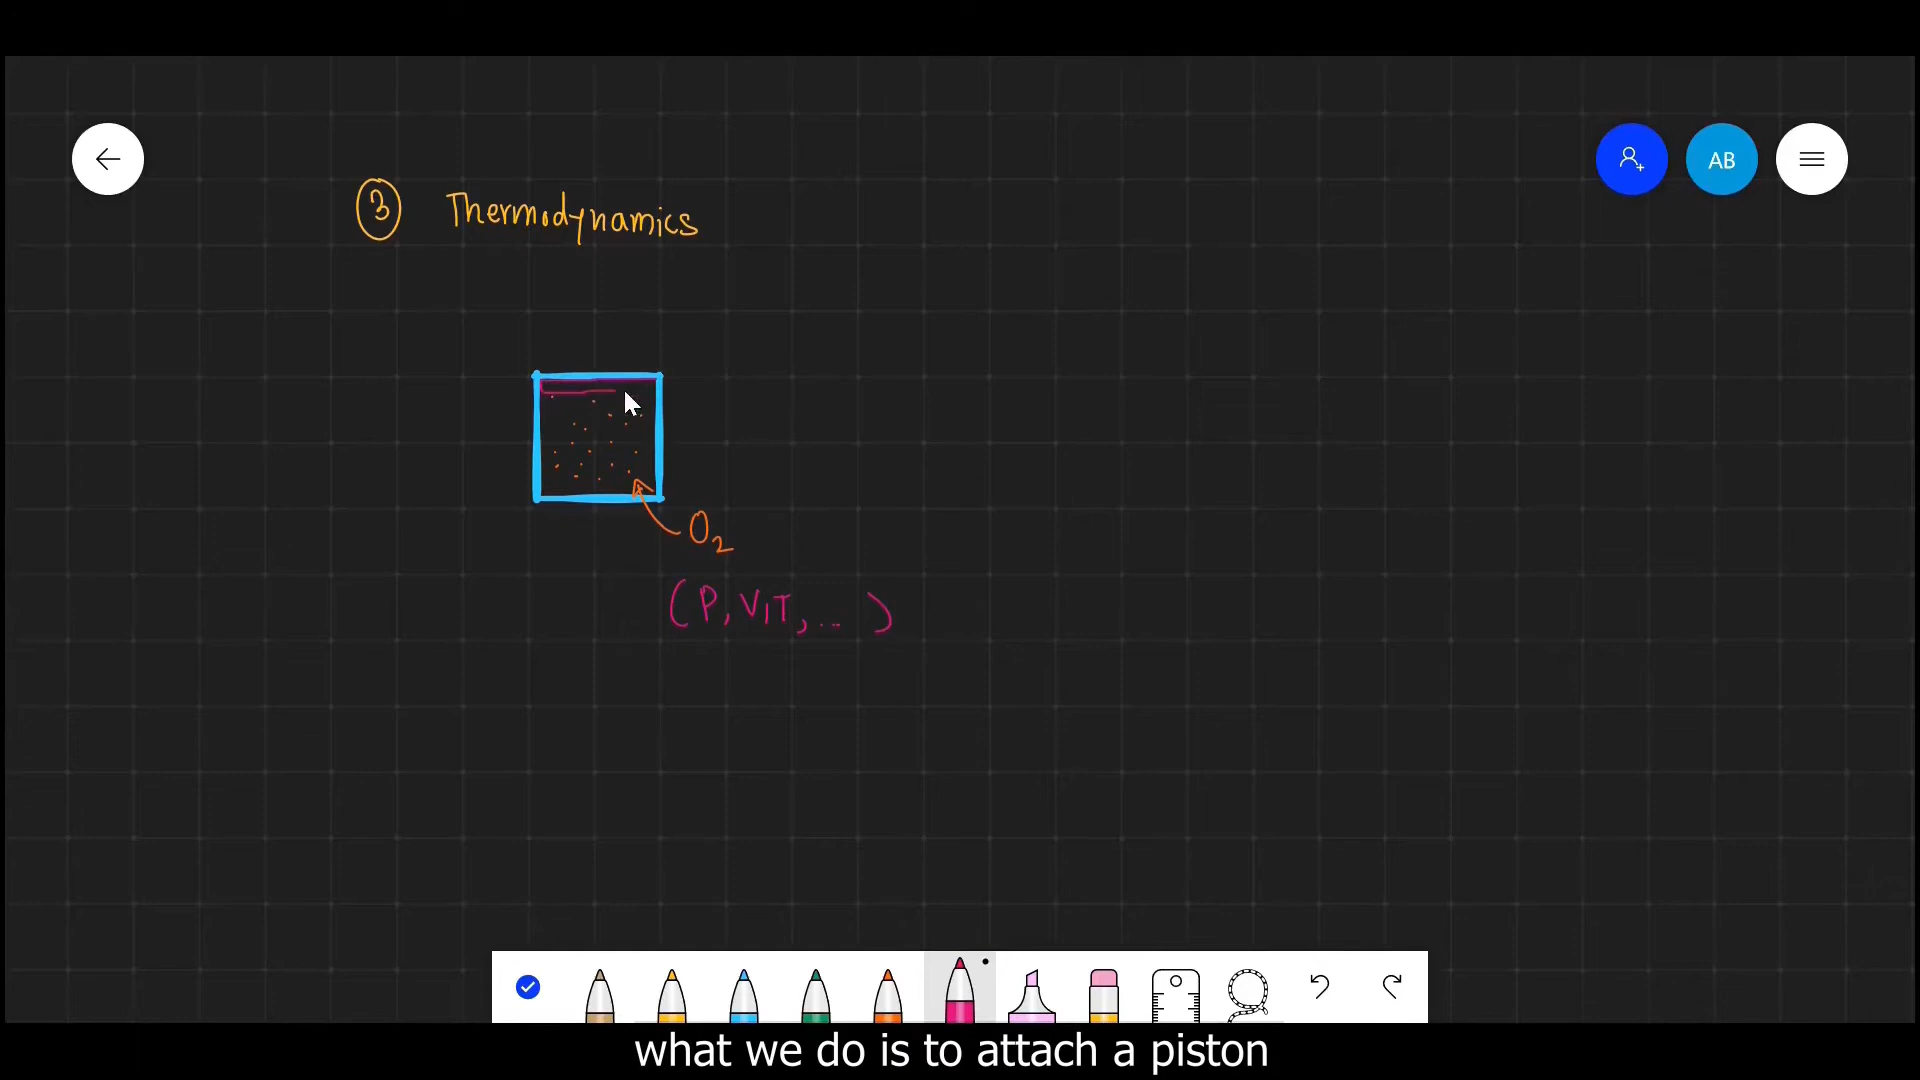 AB
3 Thermodynamics
O2
(P, V, T, ... )
what we do is to attach a piston